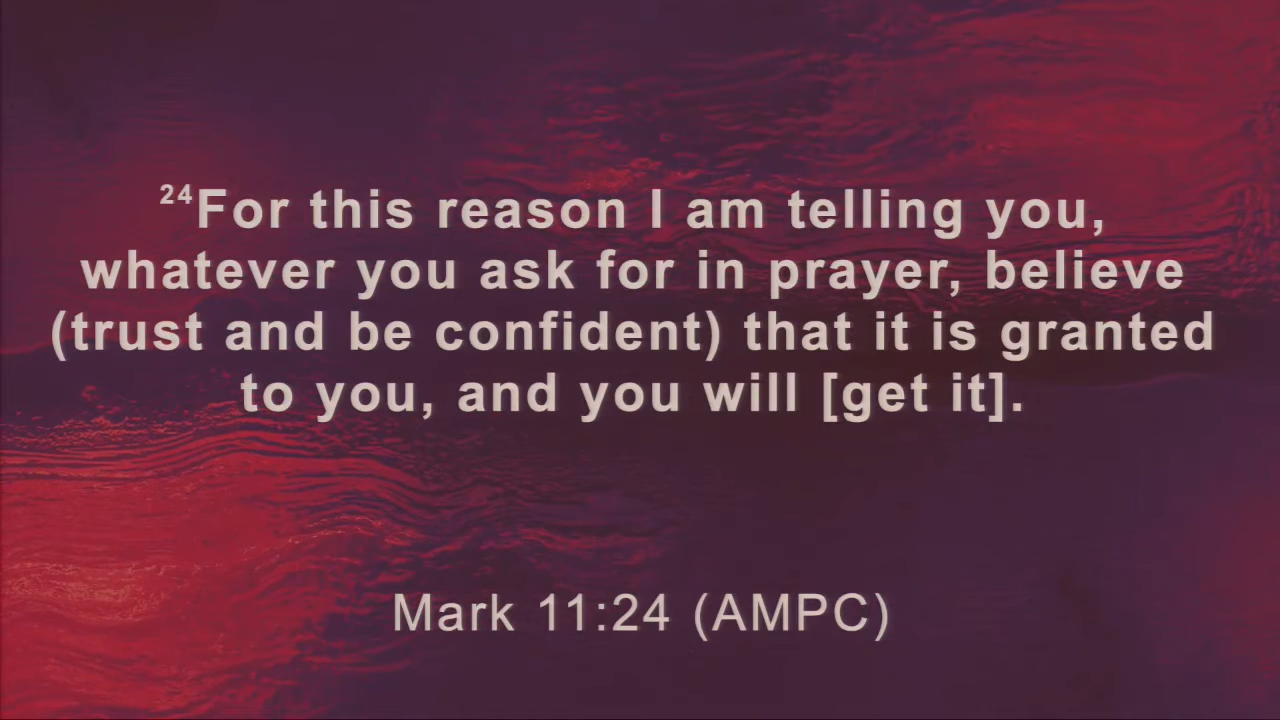 ²⁴For this reason I am telling you,
whatever you ask for in prayer, believe
(trust and be confident) that it is granted
to you, and you will [get it].
Mark 11:24 (AMPC)